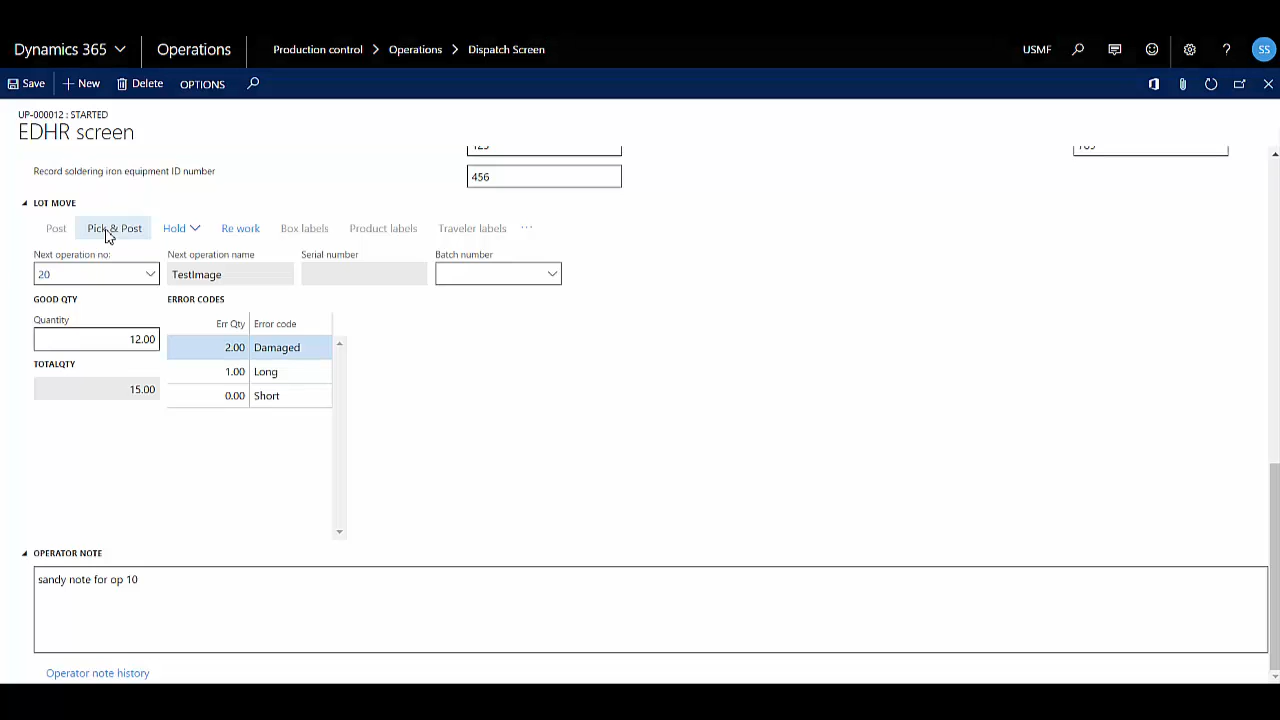 Dynamics 365 Operations Production control Operations Dispatch Screen USMF ? SS
Save New Delete OPTIONS
UP-000012 : STARTED
EDHR screen
Record soldering iron equipment ID number 456
LOT MOVE
Post Pick & Post Hold Re work Box labels Product labels Traveler labels ...
Next operation no: Next operation name Serial number Batch number
20 TestImage
GOOD QTY ERROR CODES
Quantity Err Qty Error code
12.00 2.00 Damaged
TOTALQTY 1.00 Long
15.00 0.00 Short
OPERATOR NOTE
sandy note for op 10
Operator note history